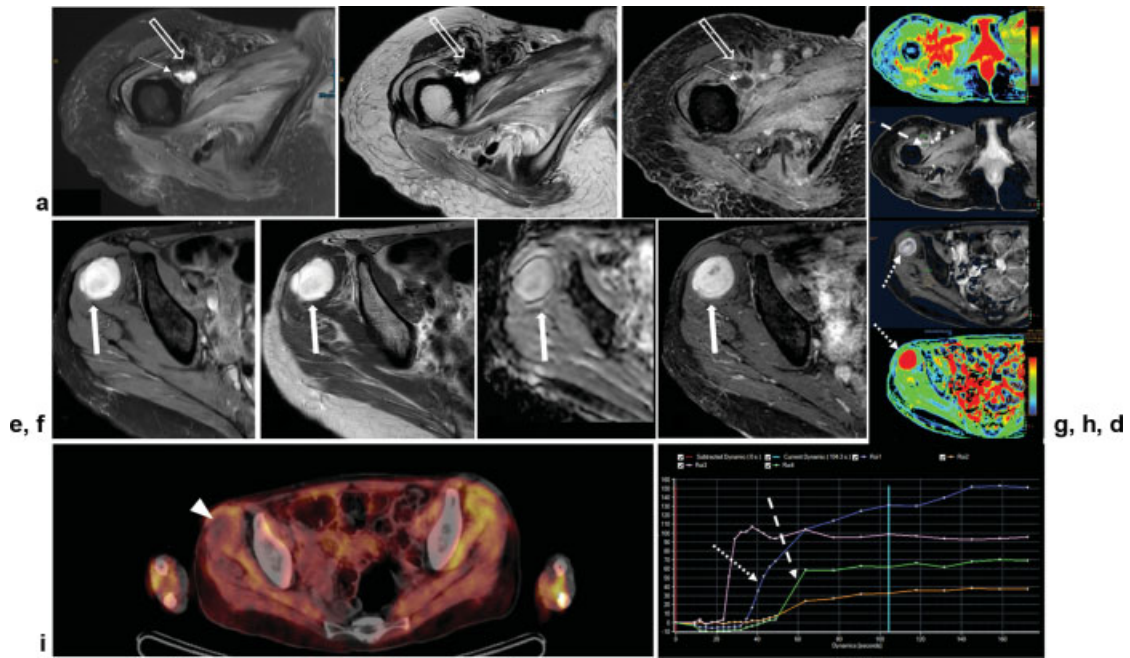 a
e, f
g, h, d
i
Subtracted Dynamic (0 s.) Current Dynamic (104.3 s.) Roi1 Roi2
Roi3 Roi4
160
150
140
130
120
110
100
90
80
70
60
50
40
30
20
10
0
-10
0 20 40 60 80 100 120 140 160
Dynamics (seconds)